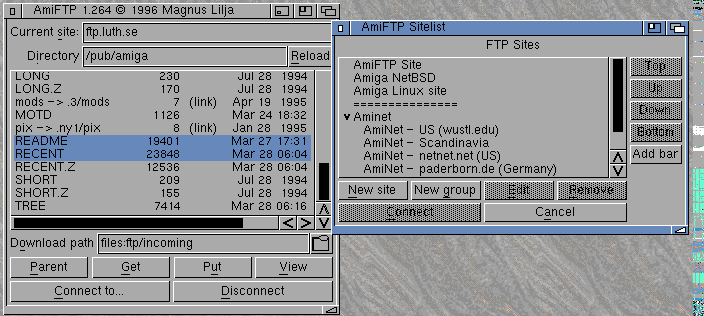 AmiFTP 1.264 © 1996 Magnus Lilja
Current site: ftp.luth.se
Directory /pub/amiga Reload
LONG 230 Jul 28 1994
LONG.Z 170 Jul 28 1994
mods -> .3/mods 7 (link) Apr 19 1995
MOTD 1126 Mar 24 18:32
pix -> .ny1/pix 8 (link) Jan 28 1995
README 19401 Mar 27 17:31
RECENT 23848 Mar 28 06:04
RECENT.Z 12536 Mar 28 06:04
SHORT 209 Jul 28 1994
SHORT.Z 155 Jul 28 1994
TREE 7414 Mar 28 06:16
Download path files:ftp/incoming
Parent Get Put View
Connect to... Disconnect
AmiFTP Sitelist
FTP Sites
AmiFTP Site
Amiga NetBSD
Amiga Linux site
===============
Aminet
AmiNet - US (wustl.edu)
AmiNet - Scandinavia
AmiNet - netnet.net (US)
AmiNet - paderborn.de (Germany)
Top
Up
Down
Bottom
Add bar
New site New group Edit Remove
Connect Cancel